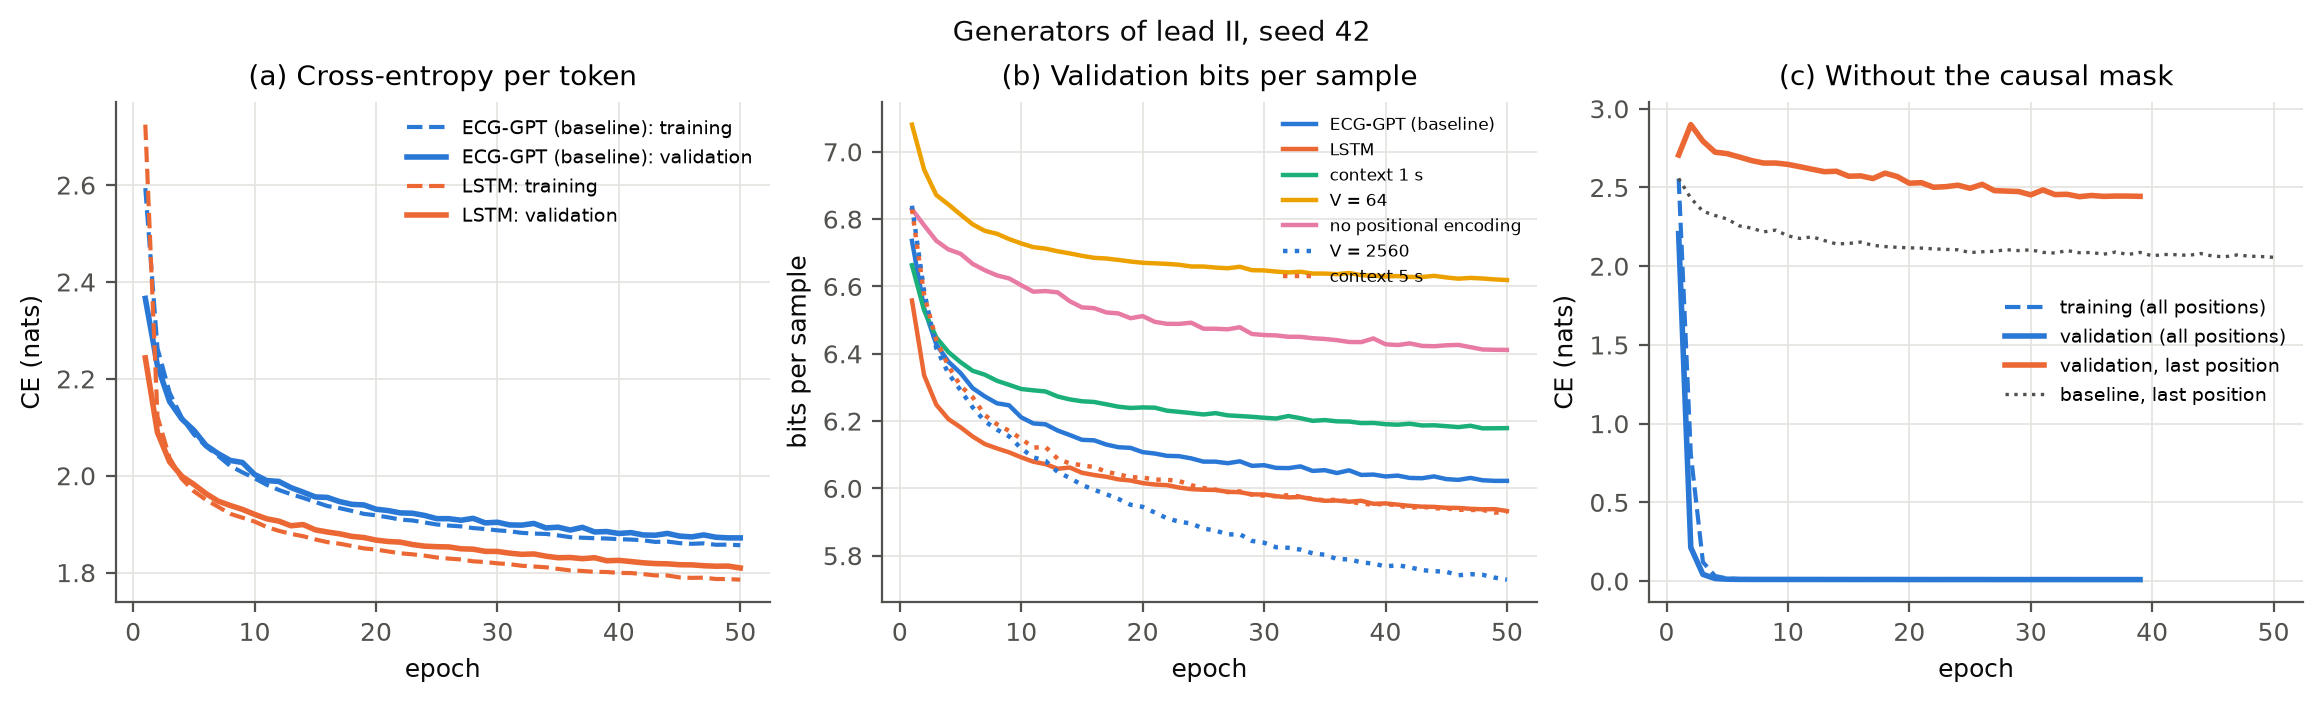 Generators of lead II, seed 42
(a) Cross-entropy per token
CE (nats)
2.6
2.4
2.2
2.0
1.8
0 10 20 30 40 50
epoch
ECG-GPT (baseline): training
ECG-GPT (baseline): validation
LSTM: training
LSTM: validation
(b) Validation bits per sample
bits per sample
7.0
6.8
6.6
6.4
6.2
6.0
5.8
0 10 20 30 40 50
epoch
ECG-GPT (baseline)
LSTM
context 1 s
V = 64
no positional encoding
V = 2560
context 5 s
(c) Without the causal mask
CE (nats)
3.0
2.5
2.0
1.5
1.0
0.5
0.0
0 10 20 30 40 50
epoch
training (all positions)
validation (all positions)
validation, last position
baseline, last position